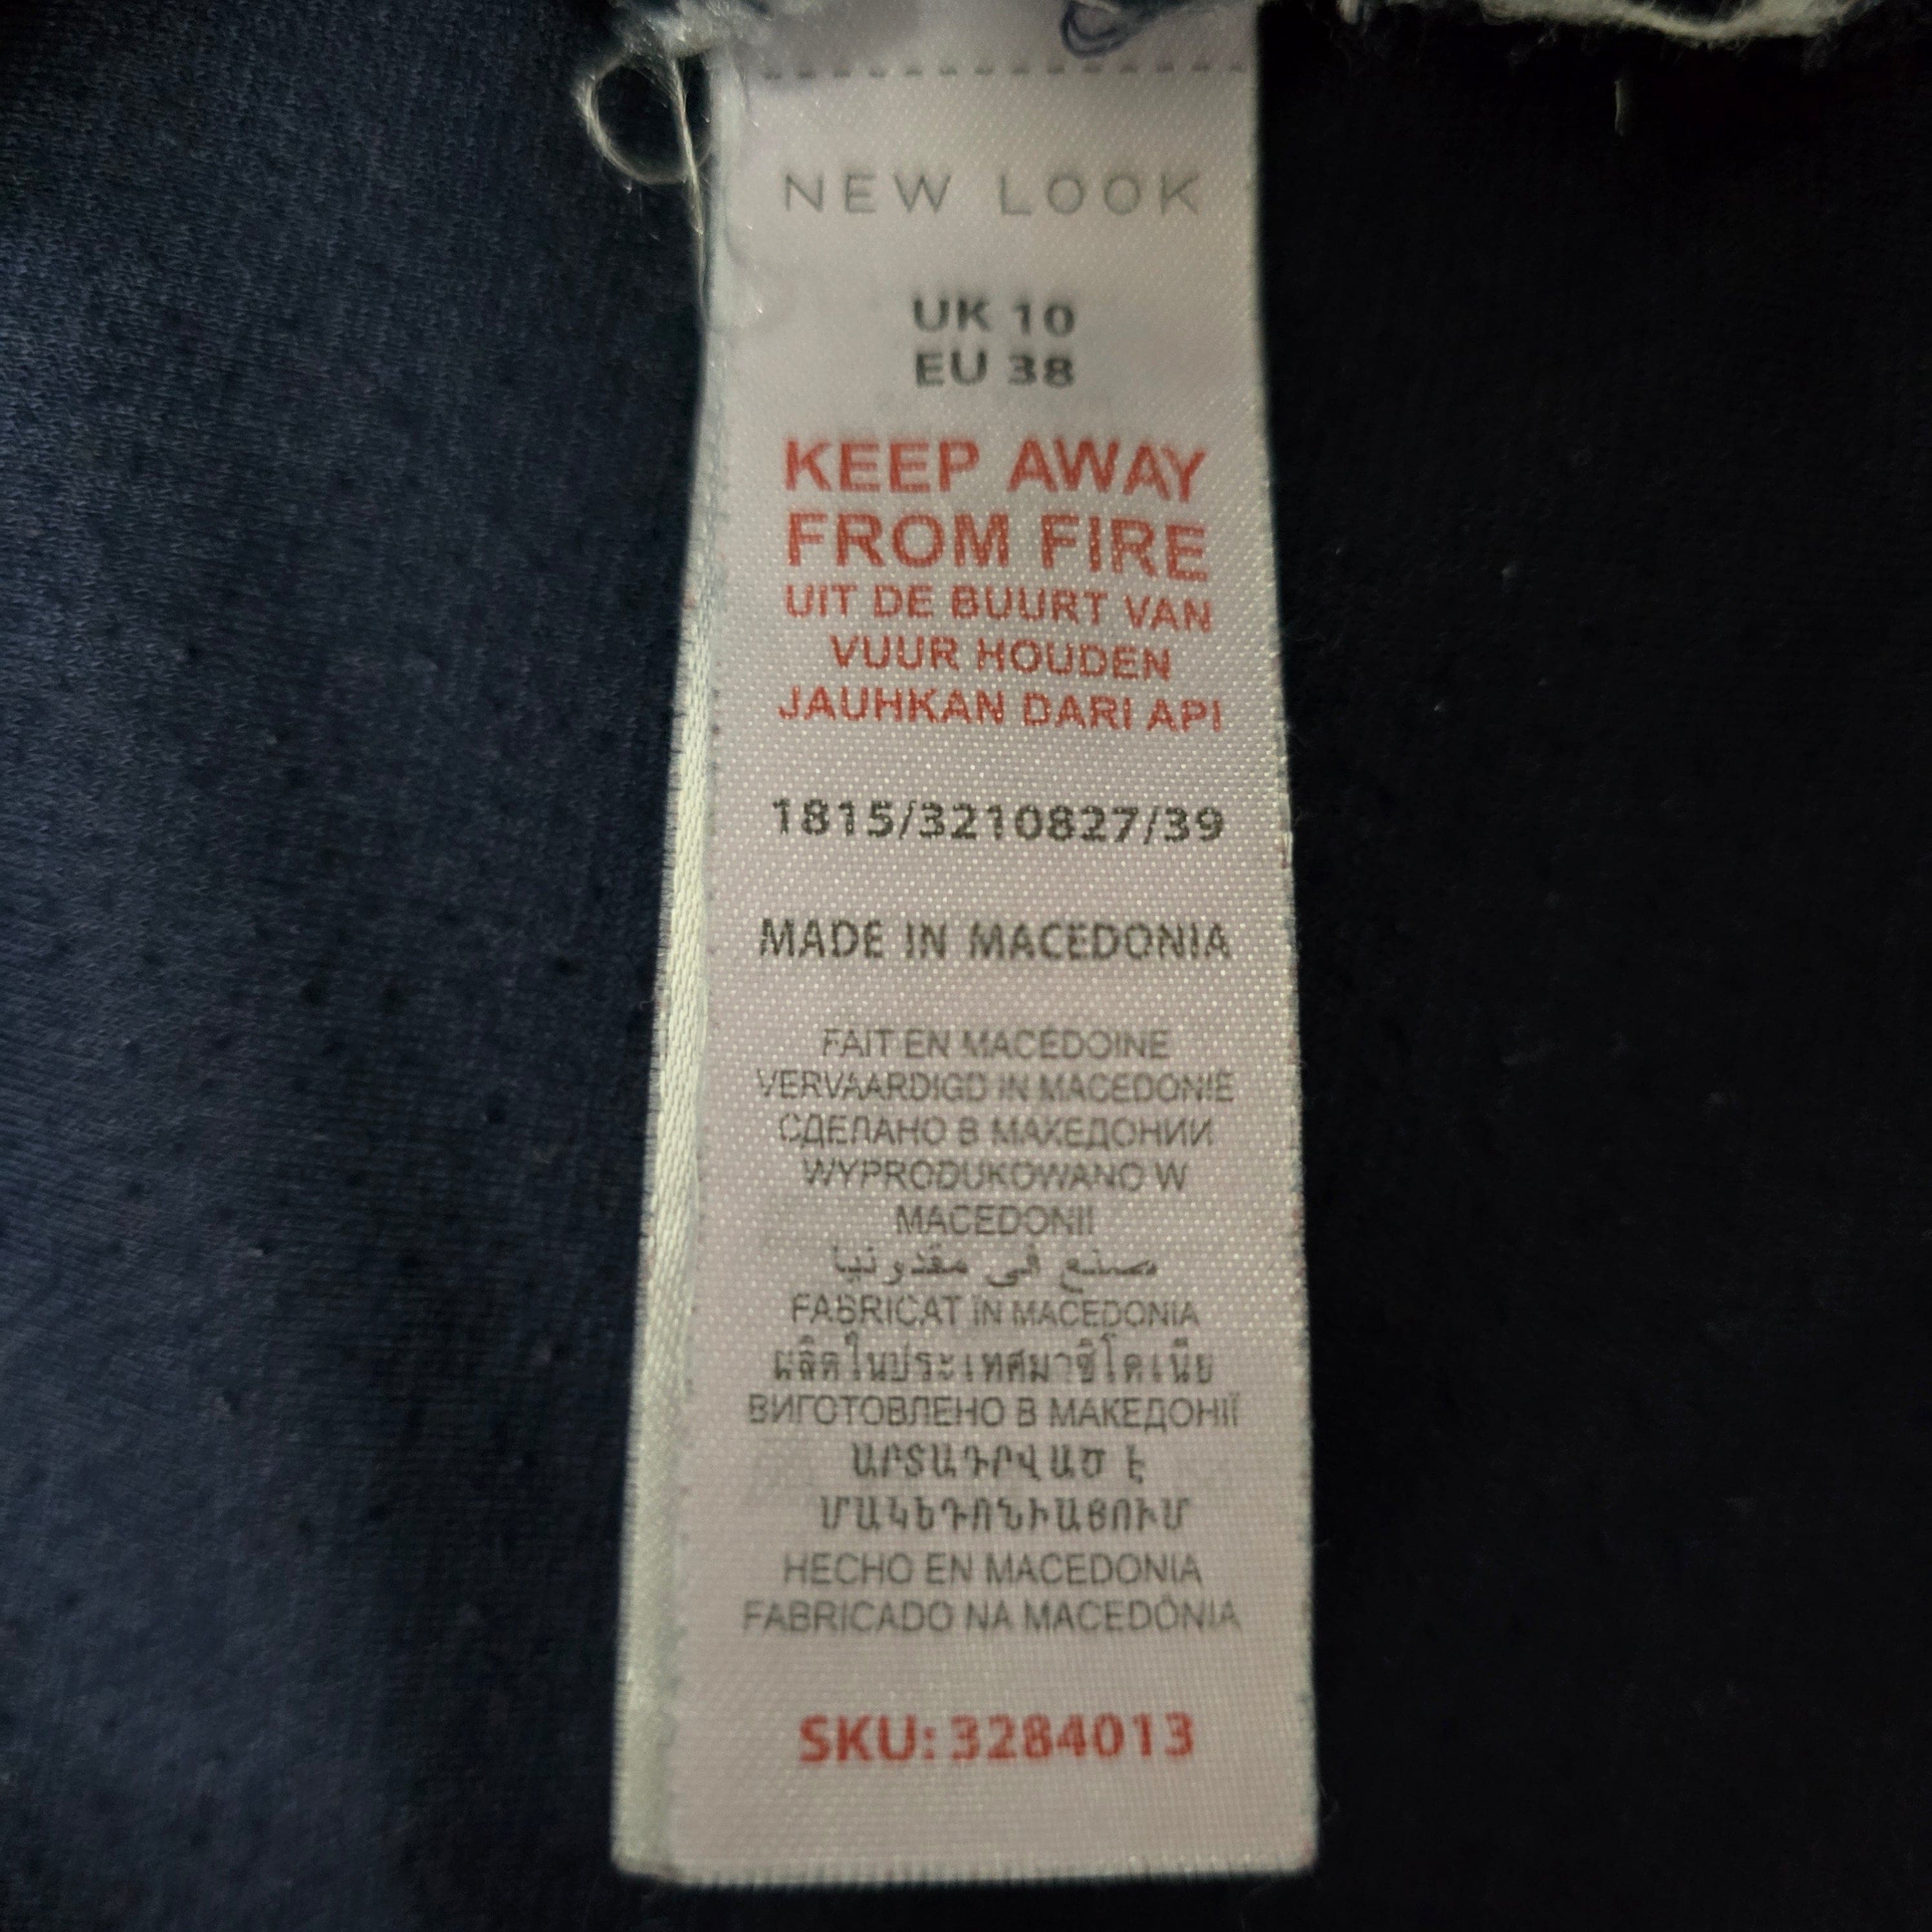 NEW LOOK
UK 10
EU 38
KEEP AWAY
FROM FIRE
UIT DE BUURT VAN
VUUR HOUDEN
JAUHKAN DARI API
1815/3210827/39
MADE IN MACEDONIA
FAIT EN MACÉDOINE
VERVAARDIGD IN MACEDONIË
СДЕЛАНО В МАКЕДОНИИ
WYPRODUKOWANO W
MACEDONII
صنع في مقدونيا
FABRICAT ÎN MACEDONIA
ผลิตในประเทศมาซิโดเนีย
ВИГОТОВЛЕНО В МАКЕДОНІЇ
ԱՐՏԱԴՐՎԱԾ Է
ՄԱԿԵԴՈՆԻԱՅՈՒՄ
HECHO EN MACEDONIA
FABRICADO NA MACEDÔNIA
SKU: 3284013